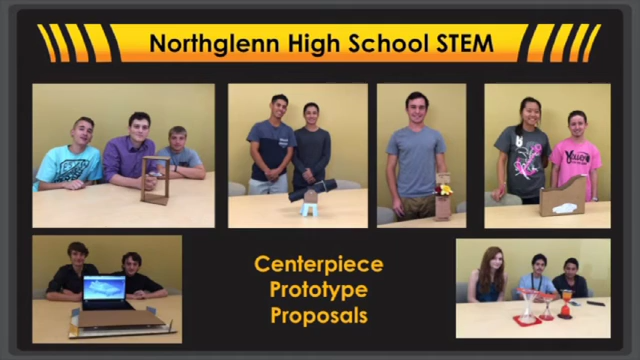 Northglenn High School STEM
Centerpiece
Prototype
Proposals